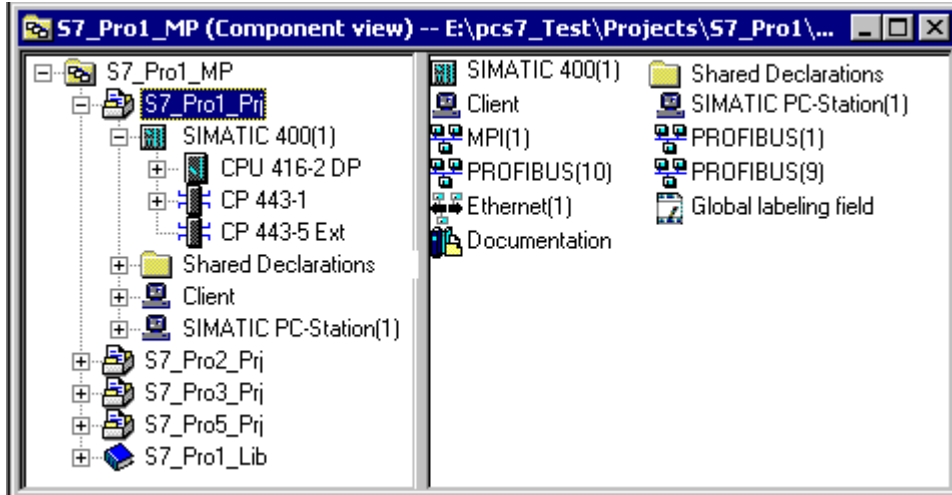 S7_Pro1_MP (Component view) -- E:\pcs7_Test\Projects\S7_Pro1\...
S7_Pro1_MP
S7_Pro1_Prj
SIMATIC 400(1)
CPU 416-2 DP
CP 443-1
CP 443-5 Ext
Shared Declarations
Client
SIMATIC PC-Station(1)
S7_Pro2_Prj
S7_Pro3_Prj
S7_Pro5_Prj
S7_Pro1_Lib
SIMATIC 400(1)
Shared Declarations
Client
SIMATIC PC-Station(1)
MPI(1)
PROFIBUS(1)
PROFIBUS(10)
PROFIBUS(9)
Ethernet(1)
Global labeling field
Documentation